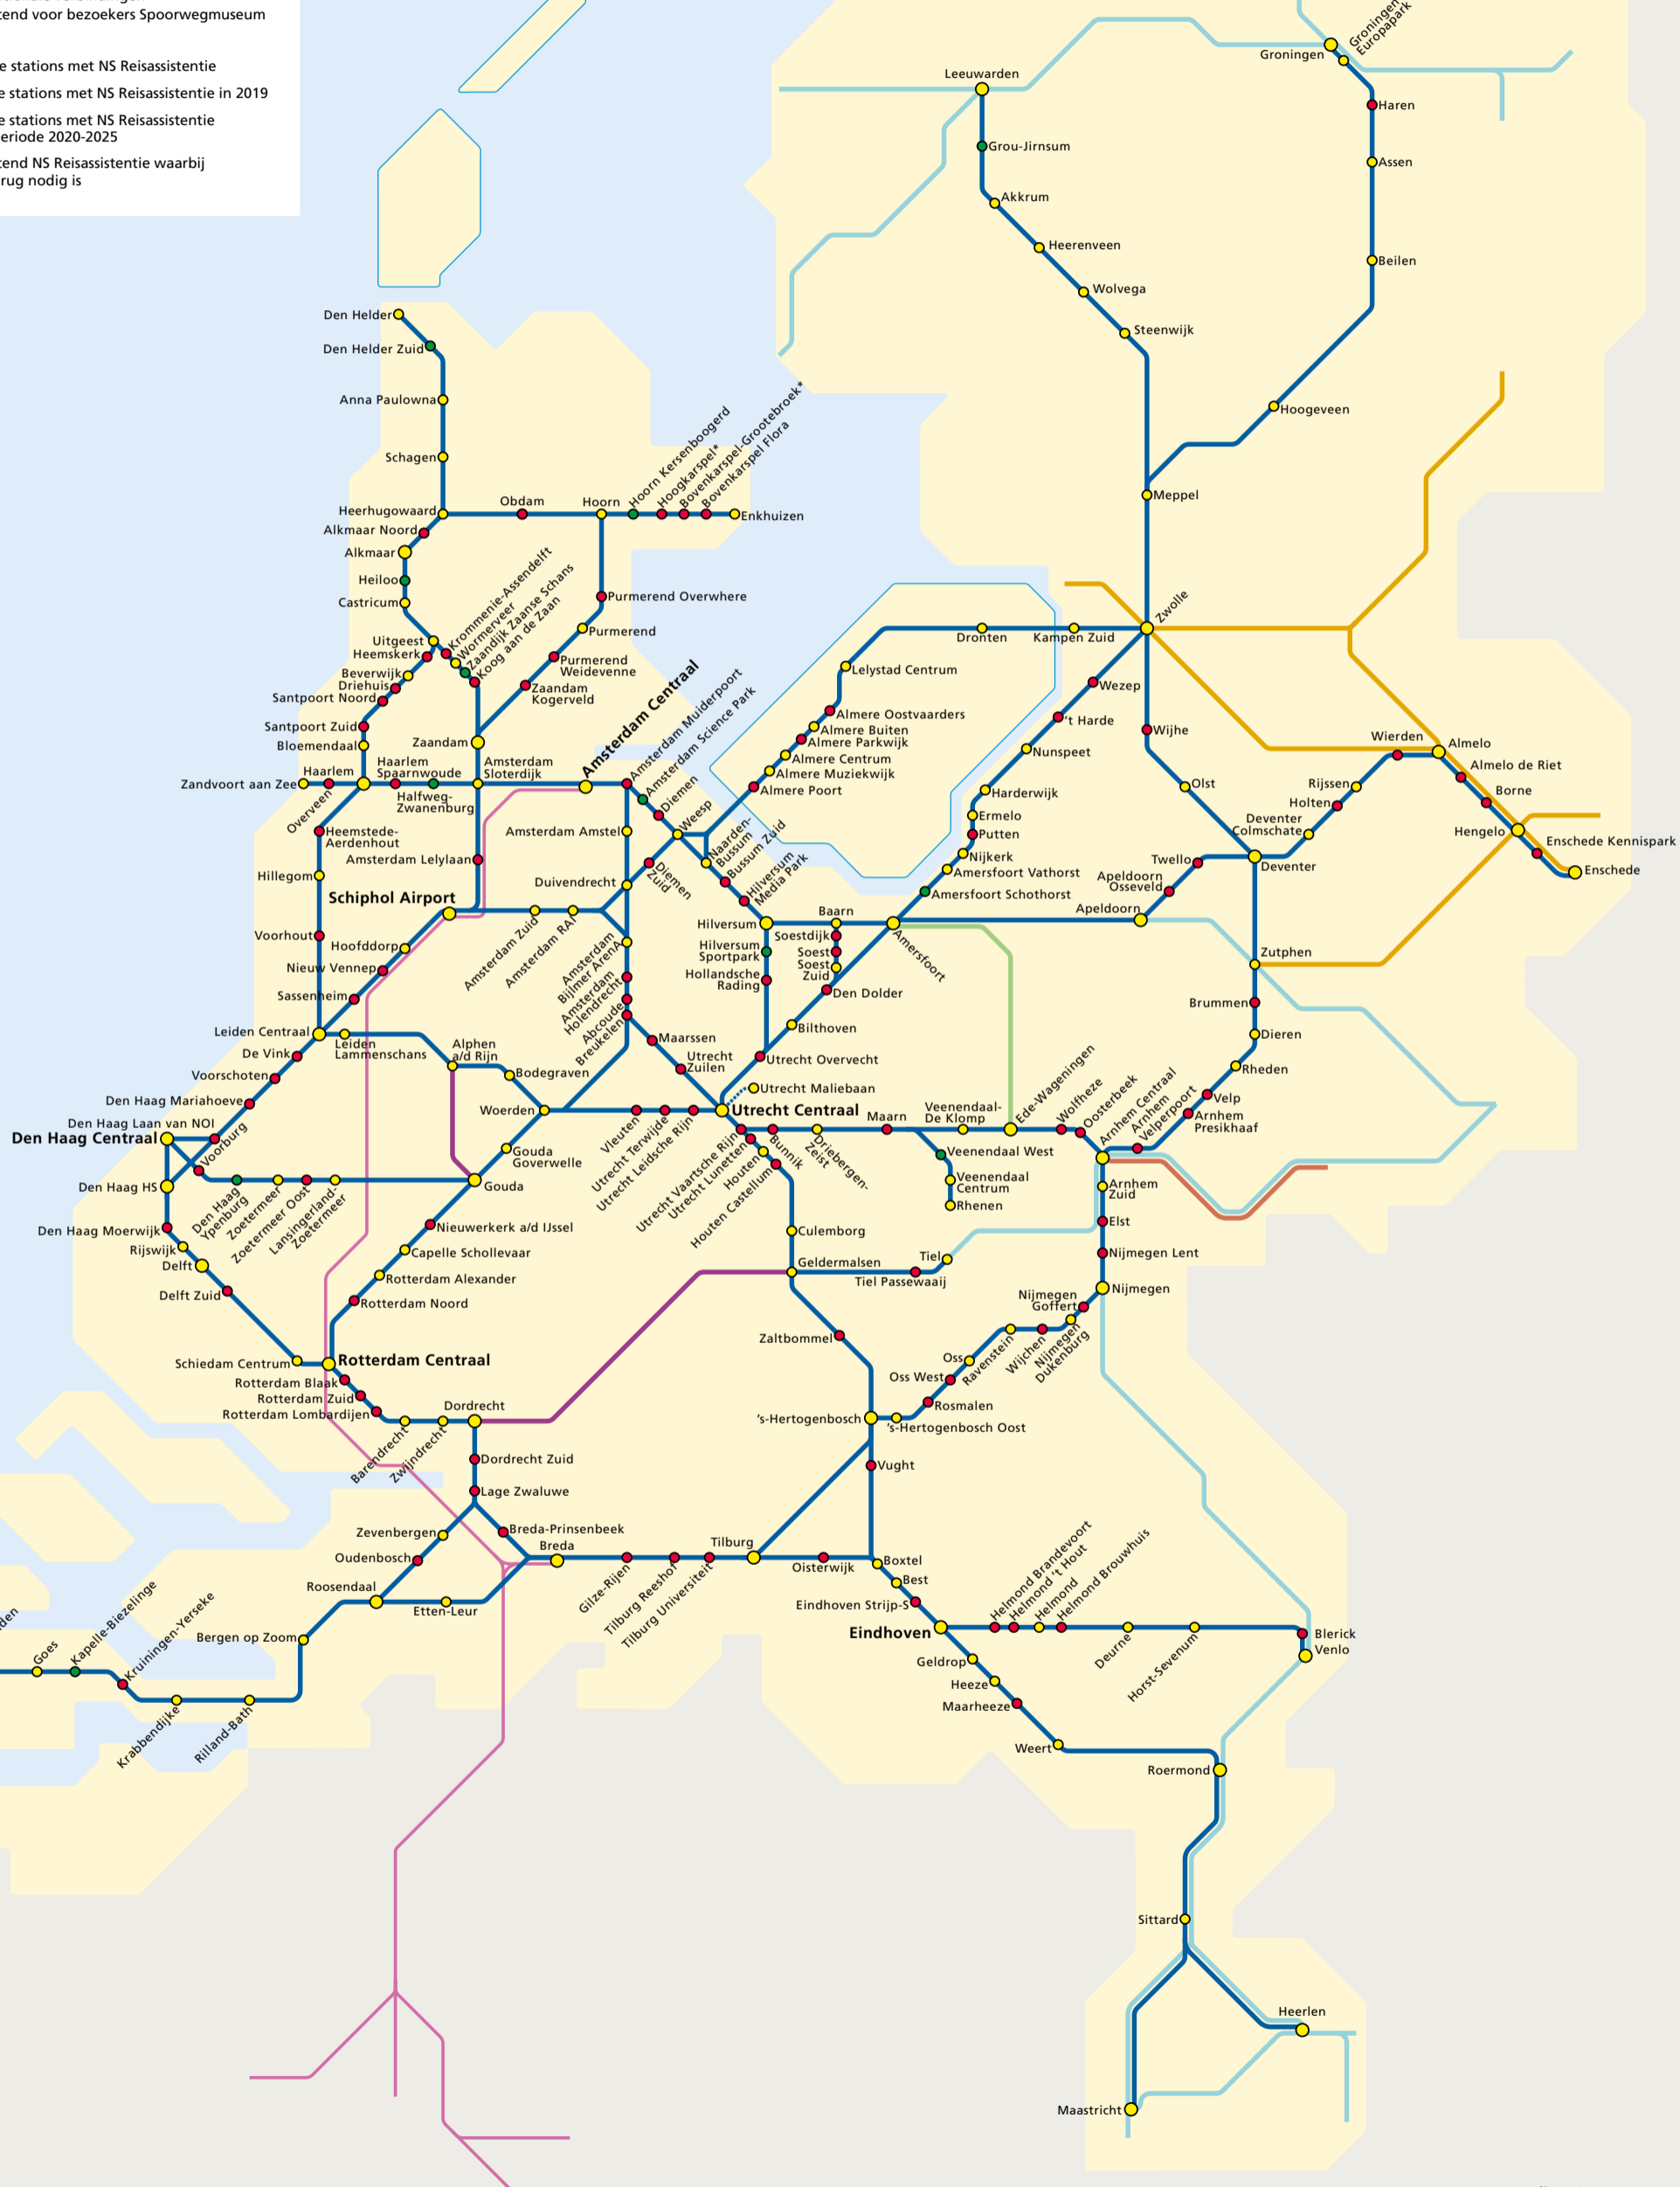 tend voor bezoekers Spoorwegmuseum
e stations met NS Reisassistentie
e stations met NS Reisassistentie in 2019
e stations met NS Reisassistentie
eriode 2020-2025
tend NS Reisassistentie waarbij
rug nodig is
Groningen
Groningen
Europapark
Leeuwarden
Haren
Grou-Jirnsum
Assen
Akkrum
Heerenveen
Beilen
Wolvega
Steenwijk
Hoogeveen
Meppel
Den Helder
Den Helder Zuid
Anna Paulowna
Schagen
Heerhugowaard
Obdam
Hoorn
Hoorn Kersenboogerd
Hoogkarspel*
Bovenkarspel-Grootebroek*
Bovenkarspel Flora
Enkhuizen
Alkmaar Noord
Alkmaar
Heiloo
Castricum
Uitgeest
Krommenie-Assendelft
Wormerveer
Zaandijk Zaanse Schans
Koog aan de Zaan
Heemskerk
Beverwijk
Driehuis
Santpoort Noord
Santpoort Zuid
Bloemendaal
Purmerend Overwhere
Purmerend
Purmerend
Weidevenne
Zaandam
Kogerveld
Zaandam
Dronten
Kampen Zuid
Zwolle
Lelystad Centrum
Almere Oostvaarders
Almere Buiten
Almere Parkwijk
Almere Centrum
Almere Muziekwijk
Almere Poort
Wezep
't Harde
Nunspeet
Harderwijk
Ermelo
Putten
Nijkerk
Amersfoort Vathorst
Amersfoort Schothorst
Wijhe
Olst
Wierden
Almelo
Almelo de Riet
Borne
Hengelo
Enschede Kennispark
Enschede
Rijssen
Holten
Deventer
Colmschate
Deventer
Twello
Apeldoorn
Osseveld
Apeldoorn
Zandvoort aan Zee
Haarlem
Overveen
Haarlem
Spaarnwoude
Halfweg-
Zwanenburg
Amsterdam
Sloterdijk
Amsterdam Centraal
Amsterdam Muiderpoort
Amsterdam Science Park
Diemen
Weesp
Naarden-
Bussum
Bussum Zuid
Hilversum
Media Park
Heemstede-
Aerdenhout
Amsterdam Lelylaan
Amsterdam Amstel
Diemen
Zuid
Hillegom
Schiphol Airport
Duivendrecht
Amsterdam Zuid
Amsterdam RAI
Amsterdam
Bijlmer ArenA
Amsterdam
Holendrecht
Abcoude
Breukelen
Hilversum
Baarn
Soestdijk
Soest
Soest
Zuid
Den Dolder
Amersfoort
Hilversum
Sportpark
Hollandsche
Rading
Bilthoven
Utrecht Overvecht
Voorhout
Hoofddorp
Nieuw Vennep
Sassenheim
Leiden Centraal
Leiden
Lammenschans
Alphen
a/d Rijn
Bodegraven
Woerden
De Vink
Voorschoten
Den Haag Mariahoeve
Den Haag Laan van NOI
Den Haag Centraal
Voorburg
Den Haag HS
Den Haag
Ypenburg
Zoetermeer
Zoetermeer Oost
Lansingerland-
Zoetermeer
Gouda
Goverwelle
Gouda
Maarssen
Utrecht
Zuilen
Utrecht Maliebaan
Utrecht Centraal
Vleuten
Utrecht Terwijde
Utrecht Leidsche Rijn
Utrecht Vaartsche Rijn
Utrecht Lunetten
Houten
Houten Castellum
Bunnik
Driebergen-
Zeist
Maarn
Veenendaal-
De Klomp
Veenendaal West
Veenendaal
Centrum
Rhenen
Ede-Wageningen
Wolfheze
Oosterbeek
Arnhem Centraal
Arnhem
Velperpoort
Arnhem
Presikhaaf
Velp
Rheden
Dieren
Brummen
Zutphen
Arnhem
Zuid
Elst
Nijmegen Lent
Nijmegen
Nijmegen
Goffert
Nijmegen
Dukenburg
Wijchen
Ravenstein
Oss
Oss West
Rosmalen
's-Hertogenbosch
's-Hertogenbosch Oost
Culemborg
Geldermalsen
Tiel
Tiel Passewaaij
Zaltbommel
Den Haag Moerwijk
Rijswijk
Delft
Delft Zuid
Nieuwerkerk a/d IJssel
Capelle Schollevaar
Rotterdam Alexander
Rotterdam Noord
Schiedam Centrum
Rotterdam Centraal
Rotterdam Blaak
Rotterdam Zuid
Rotterdam Lombardijen
Barendrecht
Zwijndrecht
Dordrecht
Dordrecht Zuid
Lage Zwaluwe
Zevenbergen
Breda-Prinsenbeek
Breda
Oudenbosch
Roosendaal
Etten-Leur
Gilze-Rijen
Tilburg Reeshof
Tilburg Universiteit
Tilburg
Oisterwijk
Vught
Boxtel
Best
Eindhoven Strijp-S
Eindhoven
Helmond Brandevoort
Helmond 't Hout
Helmond
Helmond Brouwhuis
Deurne
Horst-Sevenum
Blerick
Venlo
Geldrop
Heeze
Maarheeze
Weert
Roermond
Sittard
Heerlen
Maastricht
Bergen op Zoom
Goes
Kapelle-Biezelinge
Kruiningen-Yerseke
Krabbendijke
Rilland-Bath